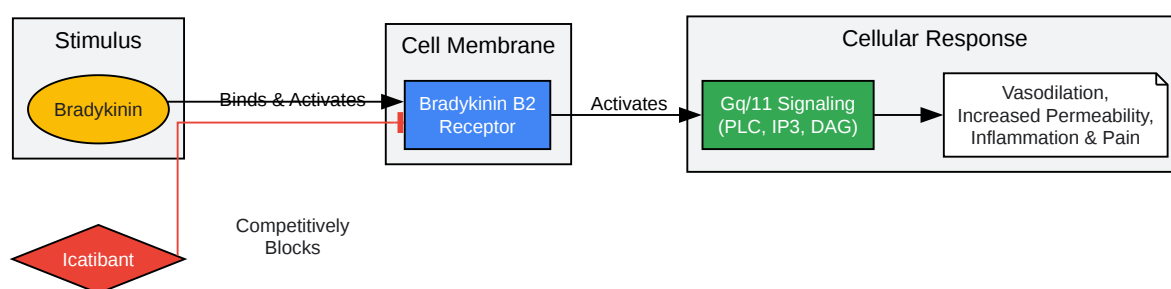 Stimulus
Bradykinin
Binds & Activates
Cell Membrane
Bradykinin B2
Receptor
Activates
Cellular Response
Gq/11 Signaling
(PLC, IP3, DAG)
Vasodilation,
Increased Permeability,
Inflammation & Pain
Icatibant
Competitively
Blocks